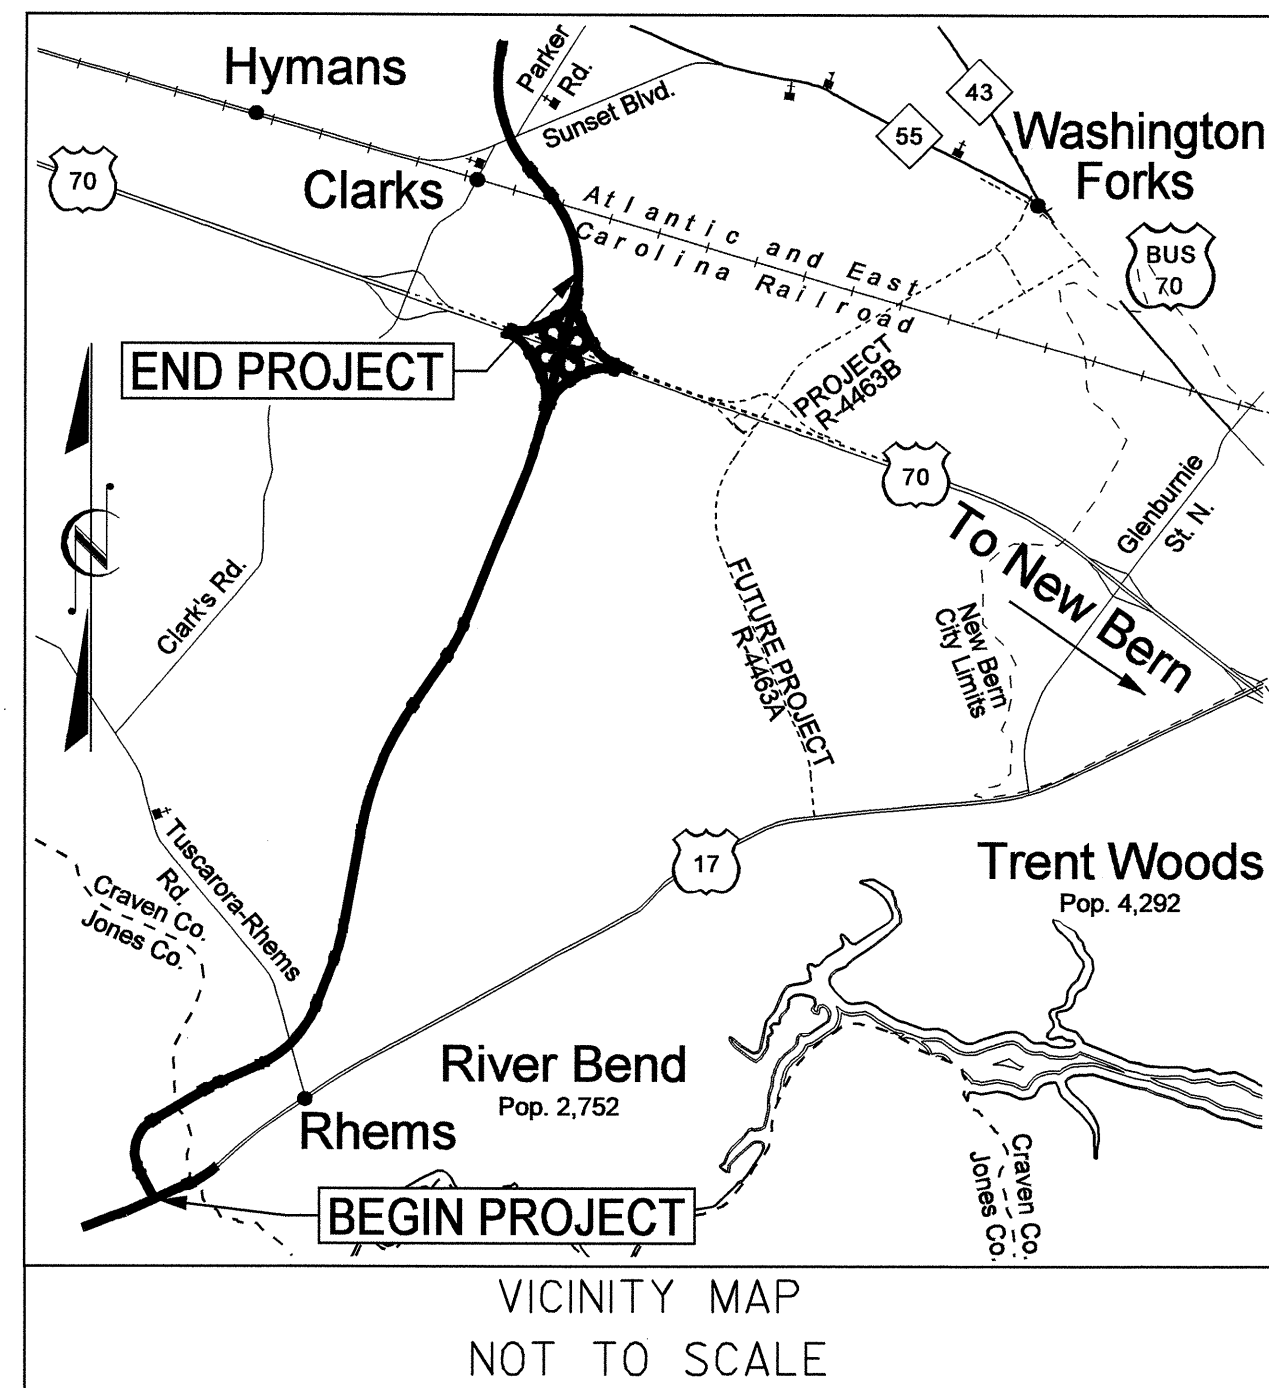 Hymans
Parker
Rd.
Sunset Blvd.
43
55
Washington
Forks
70
Clarks
Atlantic and East
Carolina Railroad
BUS
70
END PROJECT
PROJECT
R-4463B
70
Glenburnie
St. N.
To New Bern
Clark's Rd.
FUTURE PROJECT
R-4463A
New Bern
City Limits
N
Tuscarora-Rhems
Rd.
Craven Co.
Jones Co.
17
Trent Woods
Pop. 4,292
River Bend
Pop. 2,752
Rhems
Craven Co.
Jones Co.
BEGIN PROJECT
VICINITY MAP
NOT TO SCALE